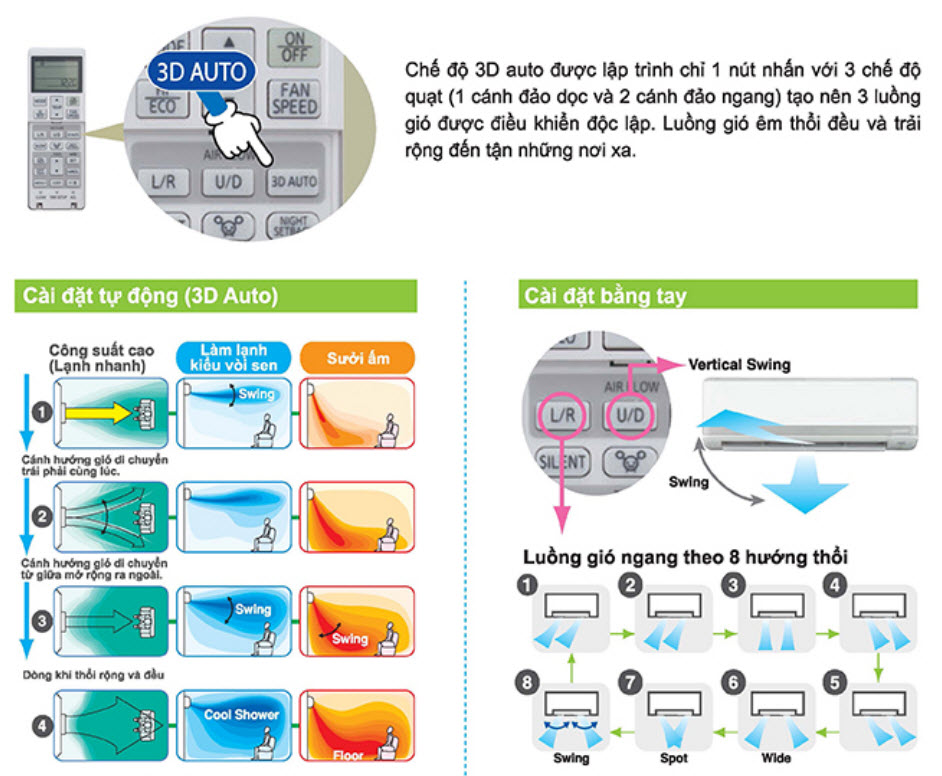 ON
OFF
3D AUTO
HI
ECO
FAN
SPEED
AIR FLOW
L/R
U/D
3D AUTO
NIGHT
SETBACK
Chế độ 3D auto được lập trình chỉ 1 nút nhấn với 3 chế độ
quạt (1 cánh đảo dọc và 2 cánh đảo ngang) tạo nên 3 luồng
gió được điều khiển độc lập. Luồng gió êm thổi đều và trải
rộng đến tận những nơi xa.
Cài đặt tự động (3D Auto)
Công suất cao
(Lạnh nhanh)
Làm lạnh
kiểu vòi sen
Sưởi ấm
1
Swing
Cánh hướng gió di chuyển
trái phải cùng lúc.
2
Cánh hướng gió di chuyển
từ giữa mở rộng ra ngoài.
3
Swing
Swing
Dòng khí thổi rộng và đều
4
Cool Shower
Floor
Cài đặt bằng tay
AIR FLOW
L/R
U/D
SILENT
Vertical Swing
Swing
Luồng gió ngang theo 8 hướng thổi
1
2
3
4
8
7
6
5
Swing
Spot
Wide